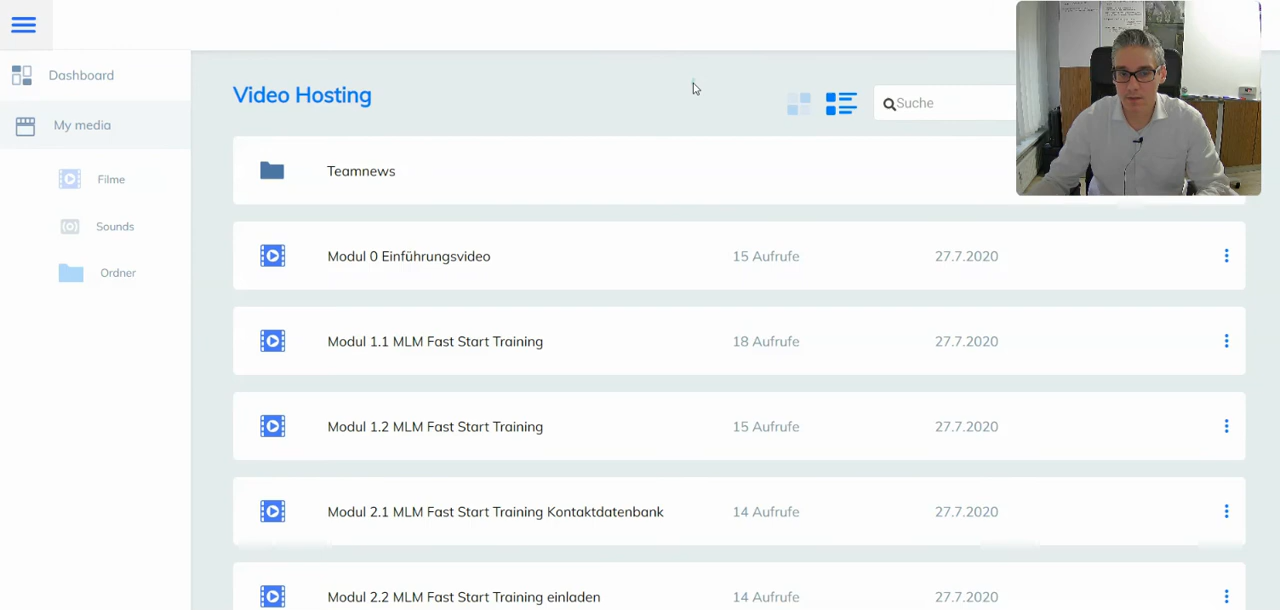 Dashboard
My media
Filme
Sounds
Ordner
Video Hosting
Suche
Teamnews
Modul 0 Einführungsvideo 15 Aufrufe 27.7.2020
Modul 1.1 MLM Fast Start Training 18 Aufrufe 27.7.2020
Modul 1.2 MLM Fast Start Training 15 Aufrufe 27.7.2020
Modul 2.1 MLM Fast Start Training Kontaktdatenbank 14 Aufrufe 27.7.2020
Modul 2.2 MLM Fast Start Training einladen 14 Aufrufe 27.7.2020